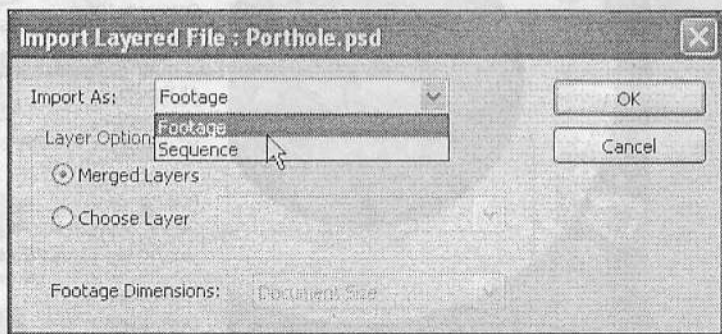 Import Layered File : Porthole.psd
Import As: Footage
OK
Footage
Layer Option
Sequence
Cancel
Merged Layers
Choose Layer
Footage Dimensions: Document Size